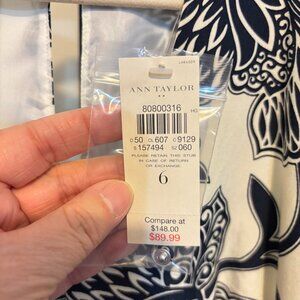 ANN TAYLOR
80800316
D 50 CL 607 C 9129
S 157494 SZ 060
PLEASE RETAIN THIS STUB
IN CASE OF RETURN
OR EXCHANGE
6
Compare at
$148.00
$89.99